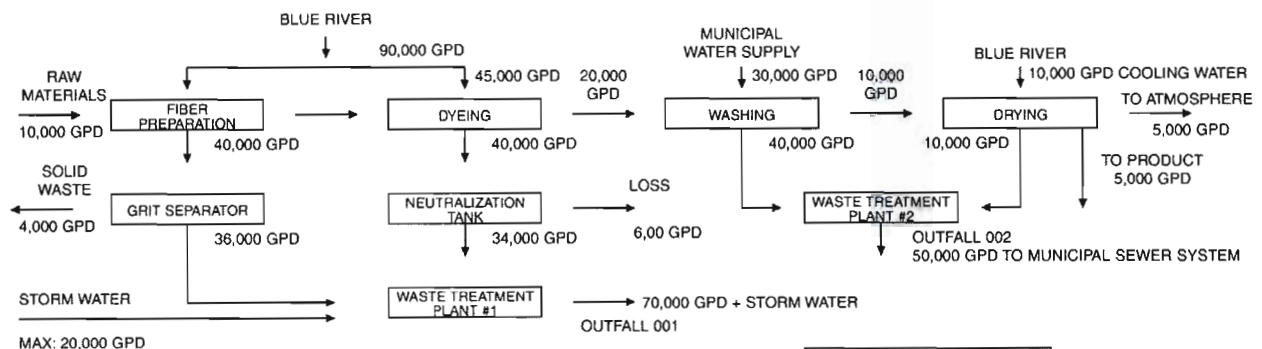 BLUE RIVER
90,000 GPD
RAW
MATERIALS
10,000 GPD
FIBER
PREPARATION
40,000 GPD
45,000 GPD
DYEING
40,000 GPD
20,000
GPD
MUNICIPAL
WATER SUPPLY
30,000 GPD
WASHING
40,000 GPD
10,000
GPD
BLUE RIVER
10,000 GPD COOLING WATER
DRYING
10,000 GPD
TO ATMOSPHERE
5,000 GPD
TO PRODUCT
5,000 GPD
SOLID
WASTE
4,000 GPD
GRIT SEPARATOR
36,000 GPD
NEUTRALIZATION
TANK
34,000 GPD
LOSS
6,00 GPD
WASTE TREATMENT
PLANT #2
OUTFALL 002
50,000 GPD TO MUNICIPAL SEWER SYSTEM
STORM WATER
MAX: 20,000 GPD
WASTE TREATMENT
PLANT #1
70,000 GPD + STORM WATER
OUTFALL 001